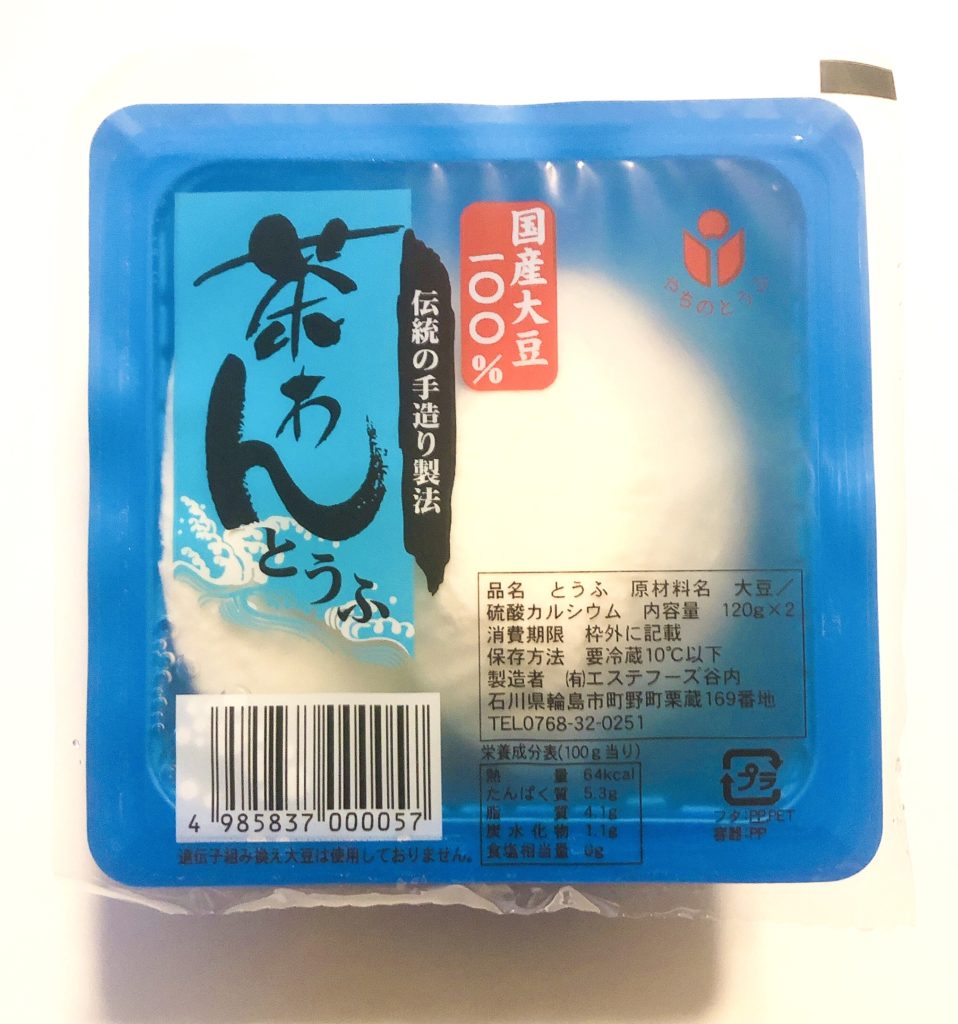 茶わん
とうふ
伝統の手造り製法
国産大豆
一〇〇%
やちのとうふ
品名 とうふ 原材料名 大豆/
硫酸カルシウム 内容量 120g×2
消費期限 枠外に記載
保存方法 要冷蔵10℃以下
製造者 (有)エステフーズ谷内
石川県輪島市町野町粟蔵169番地
TEL0768-32-0251
栄養成分表(100g当り)
熱量 64kcal
たんぱく質 5.3g
脂質 4.1g
炭水化物 1.1g
食塩相当量 0g
プラ
フタ:PP,PET
容器:PP
4 985837 000057
遺伝子組み換え大豆は使用しておりません。